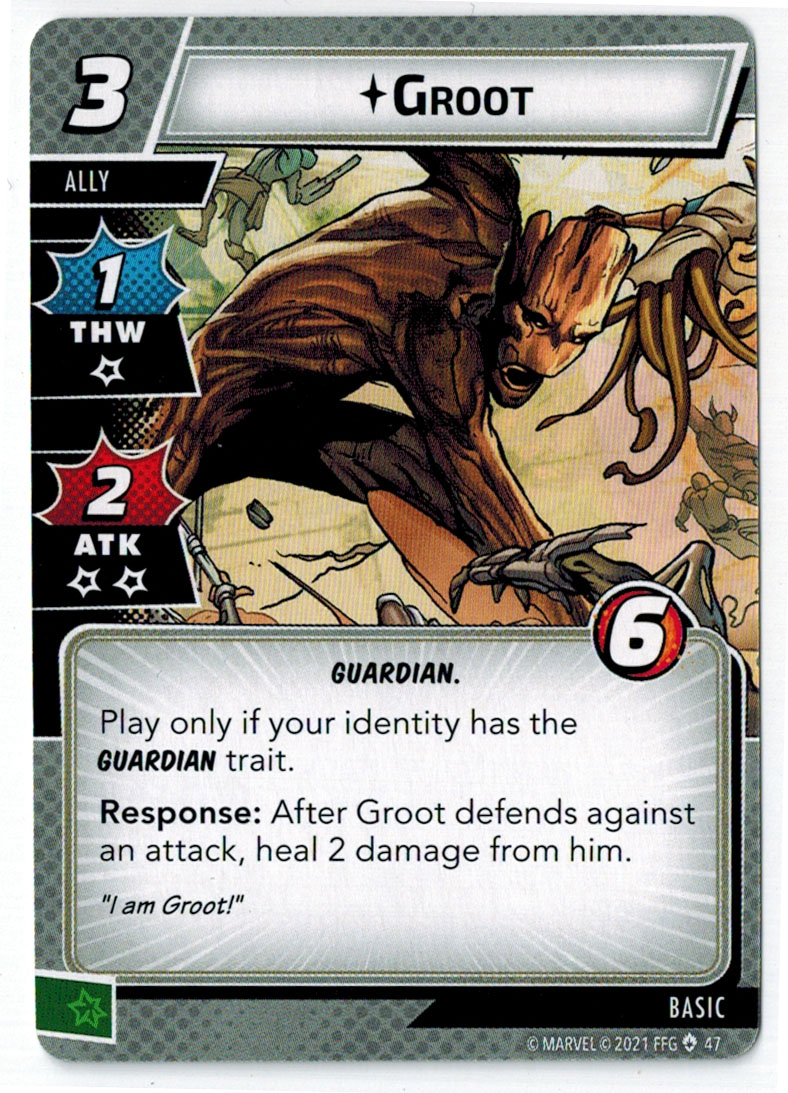 3
GROOT
ALLY
1
THW
2
ATK
6
GUARDIAN.
Play only if your identity has the
GUARDIAN trait.
Response: After Groot defends against
an attack, heal 2 damage from him.
"I am Groot!"
BASIC
© MARVEL © 2021 FFG 47